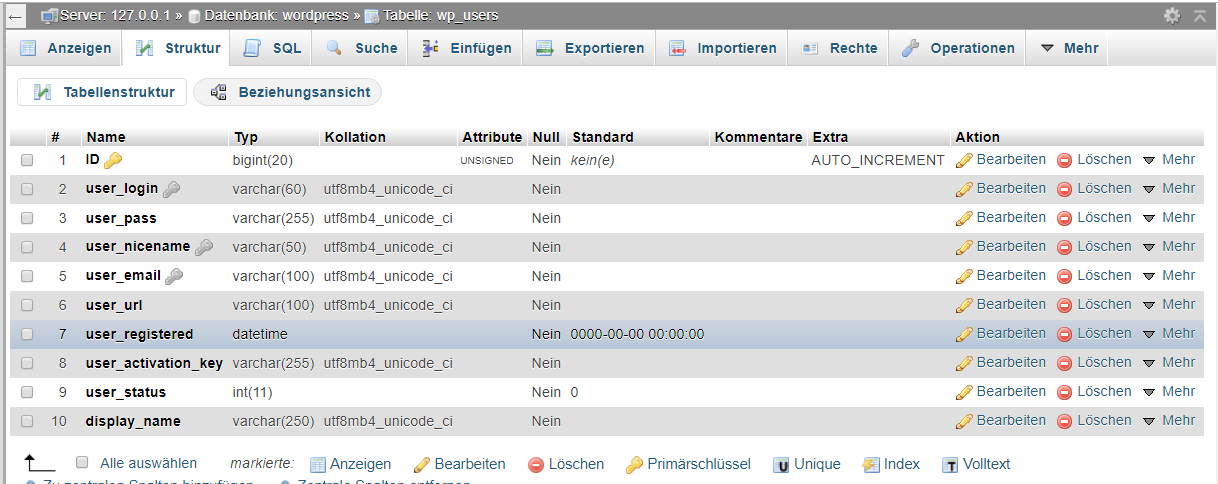 Server: 127.0.0.1 » Datenbank: wordpress » Tabelle: wp_users
Anzeigen Struktur SQL Suche Einfügen Exportieren Importieren Rechte Operationen Mehr
Tabellenstruktur Beziehungsansicht
# Name Typ Kollation Attribute Null Standard Kommentare Extra Aktion
1 ID bigint(20) UNSIGNED Nein kein(e) AUTO_INCREMENT Bearbeiten Löschen Mehr
2 user_login varchar(60) utf8mb4_unicode_ci Nein Bearbeiten Löschen Mehr
3 user_pass varchar(255) utf8mb4_unicode_ci Nein Bearbeiten Löschen Mehr
4 user_nicename varchar(50) utf8mb4_unicode_ci Nein Bearbeiten Löschen Mehr
5 user_email varchar(100) utf8mb4_unicode_ci Nein Bearbeiten Löschen Mehr
6 user_url varchar(100) utf8mb4_unicode_ci Nein Bearbeiten Löschen Mehr
7 user_registered datetime Nein 0000-00-00 00:00:00 Bearbeiten Löschen Mehr
8 user_activation_key varchar(255) utf8mb4_unicode_ci Nein Bearbeiten Löschen Mehr
9 user_status int(11) Nein 0 Bearbeiten Löschen Mehr
10 display_name varchar(250) utf8mb4_unicode_ci Nein Bearbeiten Löschen Mehr
Alle auswählen markierte: Anzeigen Bearbeiten Löschen Primärschlüssel Unique Index Volltext
Zu zentralen Spalten hinzufügen Zentrale Spalten entfernen